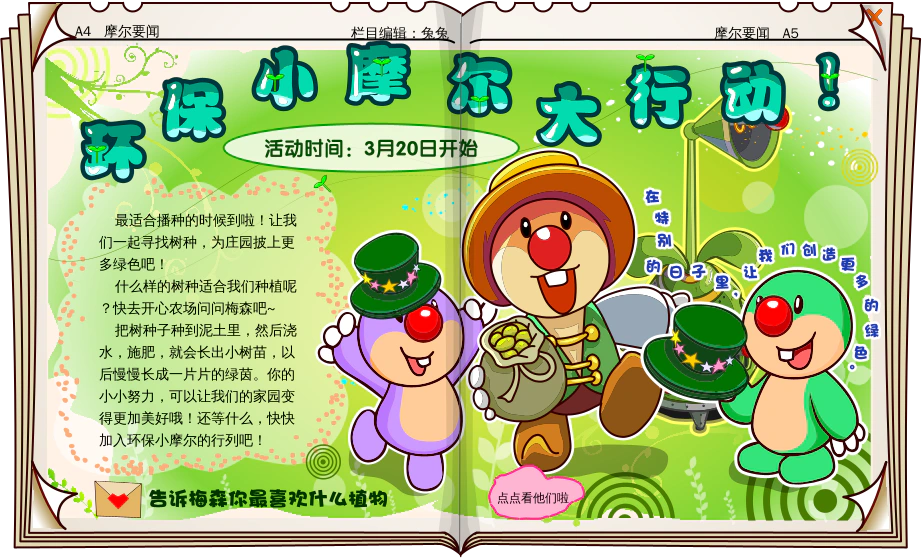 A4 摩尔要闻
栏目编辑：兔兔
摩尔要闻 A5
环保小摩尔大行动！
活动时间：3月20日开始
最适合播种的时候到啦！让我
们一起寻找树种，为庄园披上更
多绿色吧！
什么样的树种适合我们种植呢
？快去开心农场问问梅森吧~
把树种子种到泥土里，然后浇
水，施肥，就会长出小树苗，以
后慢慢长成一片片的绿茵。你的
小小努力，可以让我们的家园变
得更加美好哦！还等什么，快快
加入环保小摩尔的行列吧！
在特别的日子里，让我们创造更多的绿色。
告诉梅森你最喜欢什么植物
点点看他们啦